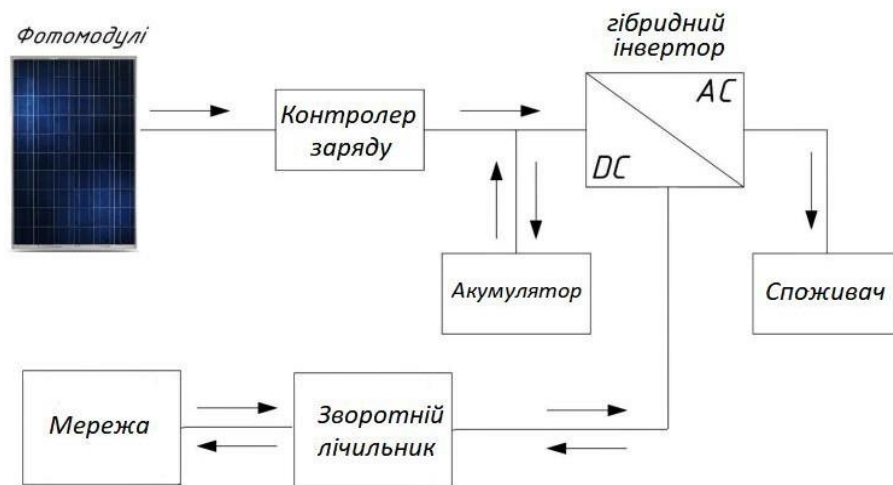 Фотомодулі
гібридний
інвертор
Контролер
заряду
AC
DC
Акумулятор
Споживач
Мережа
Зворотній
лічильник